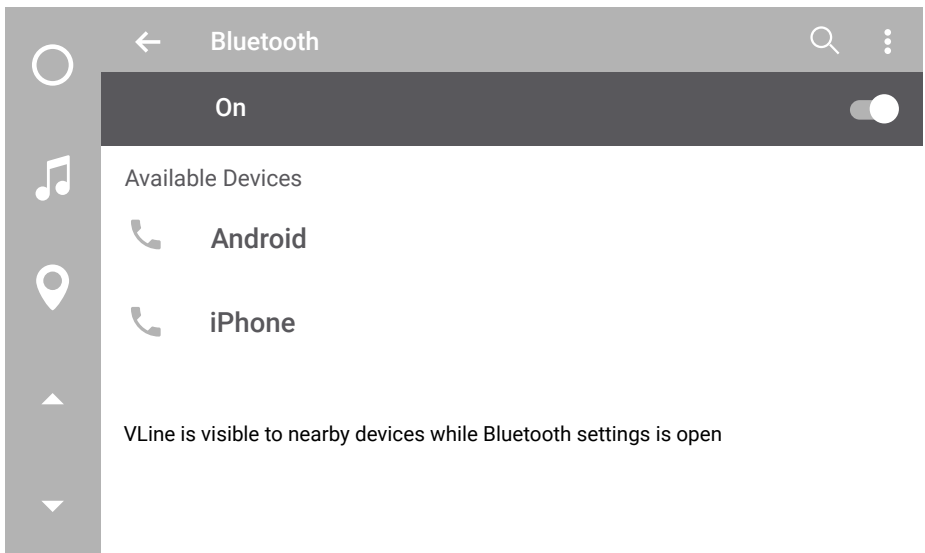 Bluetooth
On
Available Devices
Android
iPhone
VLine is visible to nearby devices while Bluetooth settings is open